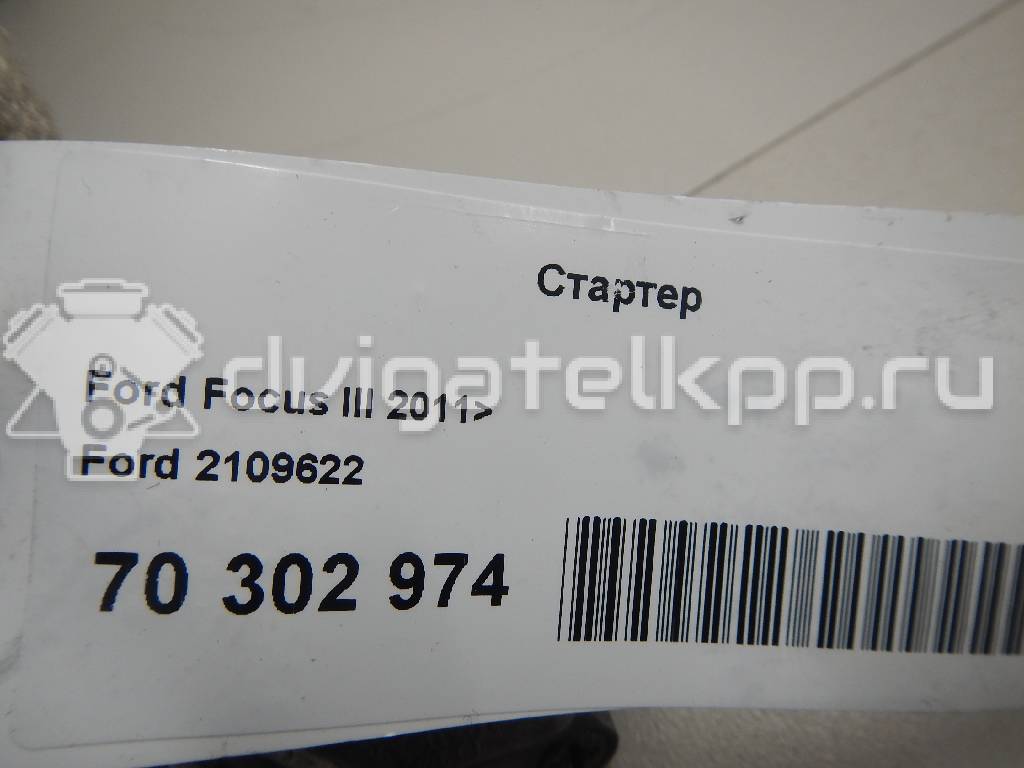 Стартер
dvigatelkpp.ru
Ford Focus III 2011>
Ford 2109622
70 302 974